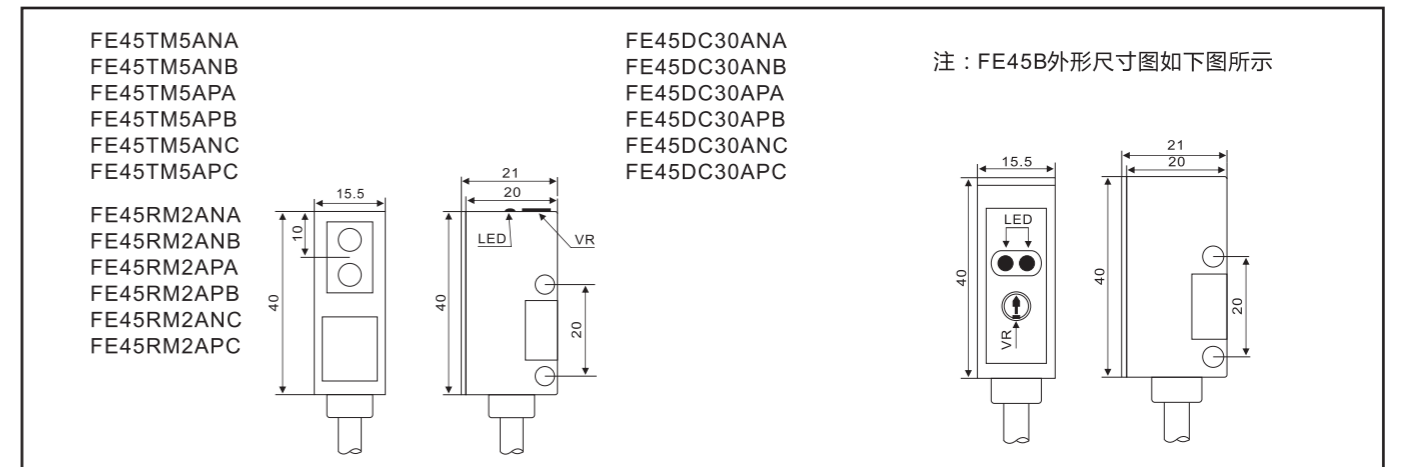 FE45TM5ANA
FE45TM5ANB
FE45TM5APA
FE45TM5APB
FE45TM5ANC
FE45TM5APC
FE45RM2ANA
FE45RM2ANB
FE45RM2APA
FE45RM2APB
FE45RM2ANC
FE45RM2APC
15.5
10
40
21
20
LED
VR
40
20
FE45DC30ANA
FE45DC30ANB
FE45DC30APA
FE45DC30APB
FE45DC30ANC
FE45DC30APC
注：FE45B外形尺寸图如下图所示
15.5
LED
40
VR
21
20
40
20